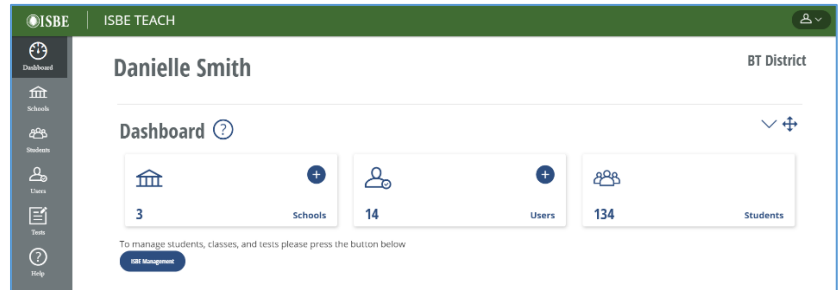 ISBE ISBE TEACH
Dashboard
Schools
Students
Users
Tests
Help
Danielle Smith
BT District
Dashboard ?
3 Schools
14 Users
134 Students
To manage students, classes, and tests please press the button below
ISBE Management